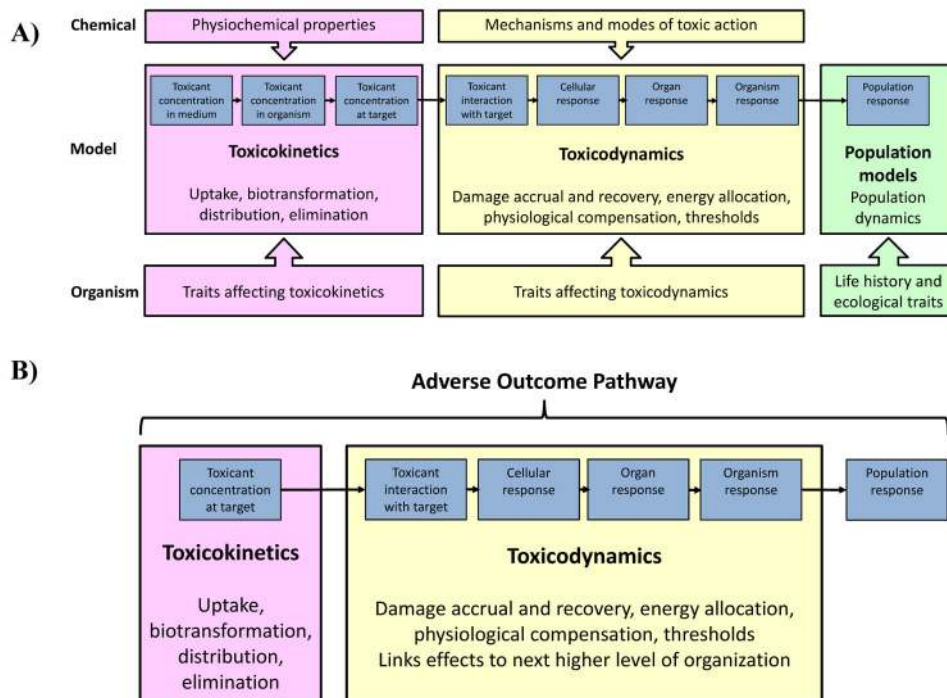 A)
Chemical
Physiochemical properties
Mechanisms and modes of toxic action
Model
Toxicant
concentration
in medium
Toxicant
concentration
in organism
Toxicant
concentration
at target
Toxicokinetics
Uptake, biotransformation,
distribution, elimination
Toxicant
interaction
with target
Cellular
response
Organ
response
Organism
response
Toxicodynamics
Damage accrual and recovery, energy allocation,
physiological compensation, thresholds
Population
response
Population
models
Population
dynamics
Organism
Traits affecting toxicokinetics
Traits affecting toxicodynamics
Life history and
ecological traits
B)
Adverse Outcome Pathway
Toxicant
concentration
at target
Toxicokinetics
Uptake,
biotransformation,
distribution,
elimination
Toxicant
interaction
with target
Cellular
response
Organ
response
Organism
response
Toxicodynamics
Damage accrual and recovery, energy allocation,
physiological compensation, thresholds
Links effects to next higher level of organization
Population
response